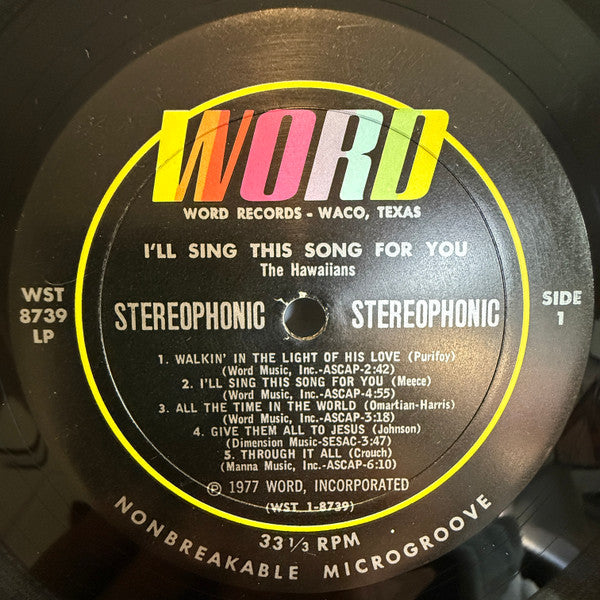 WORD
WORD RECORDS - WACO, TEXAS
I'LL SING THIS SONG FOR YOU
The Hawaiians
WST
8739
LP
STEREOPHONIC STEREOPHONIC
SIDE
1
1. WALKIN' IN THE LIGHT OF HIS LOVE (Purifoy)
(Word Music, Inc.-ASCAP-2:42)
2. I'LL SING THIS SONG FOR YOU (Meece)
(Word Music, Inc.-ASCAP-4:55)
3. ALL THE TIME IN THE WORLD (Omartian-Harris)
(Word Music, Inc.-ASCAP-3:18)
4. GIVE THEM ALL TO JESUS (Johnson)
(Dimension Music-SESAC-3:47)
5. THROUGH IT ALL (Crouch)
(Manna Music, Inc.-ASCAP-6:10)
℗ 1977 WORD, INCORPORATED
(WST 1-8739)
33 1/3 RPM
NONBREAKABLE MICROGROOVE